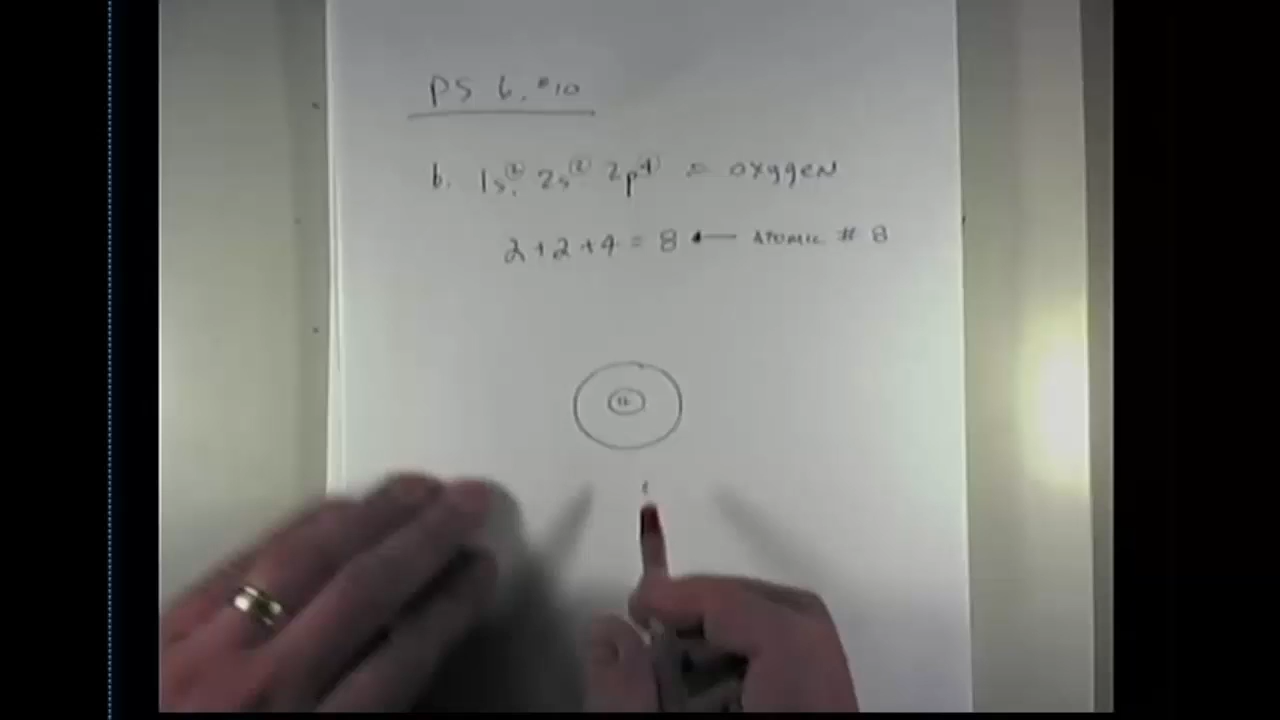 PS 6, #10
b. 1s² 2s² 2p⁴ = oxygen
2 + 2 + 4 = 8 ← ATOMIC # 8